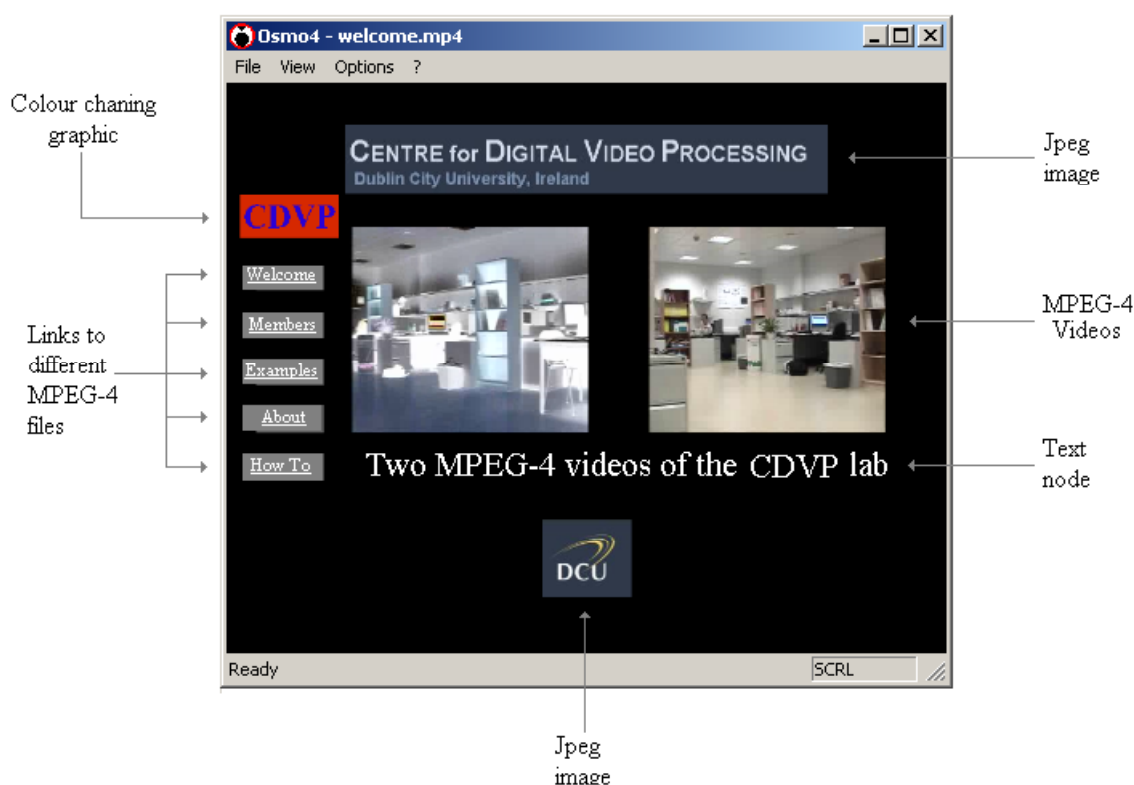 Osmo4 - welcome.mp4
File View Options ?
Colour chaning
graphic
CENTRE for DIGITAL VIDEO PROCESSING
Dublin City University, Ireland
Jpeg
image
CDVP
Welcome
Members
Examples
About
How To
Links to
different
MPEG-4
files
MPEG-4
Videos
Two MPEG-4 videos of the CDVP lab
Text
node
DCU
Ready
SCRL
Jpeg
image